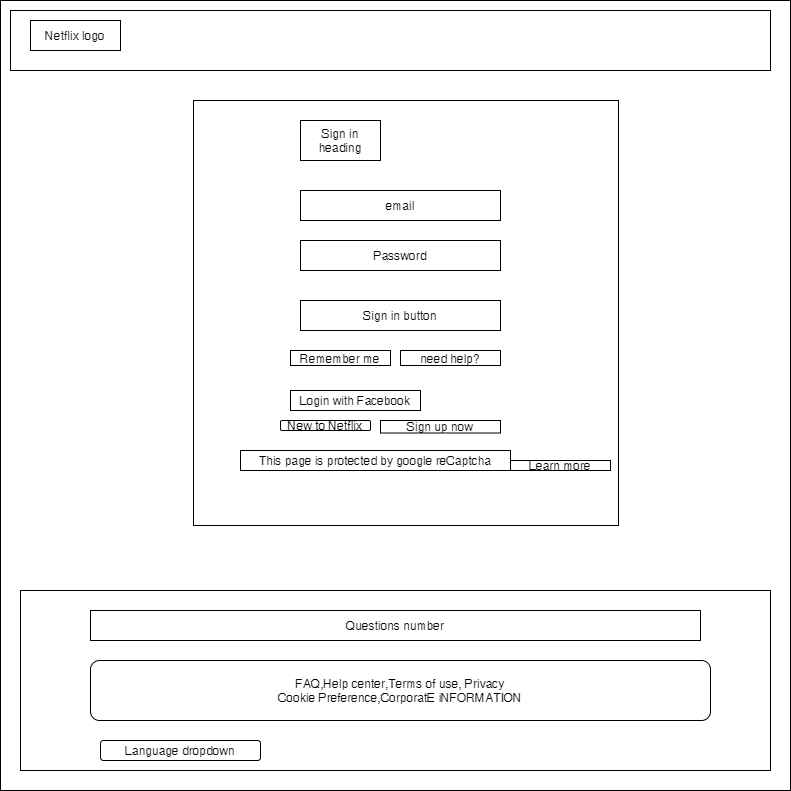 Netflix logo
Sign in
heading
email
Password
Sign in button
Remember me
need help?
Login with Facebook
New to Netflix
Sign up now
This page is protected by google reCaptcha
Learn more
Questions number
FAQ,Help center,Terms of use, Privacy
Cookie Preference,CorporatE iNFORMATION
Language dropdown